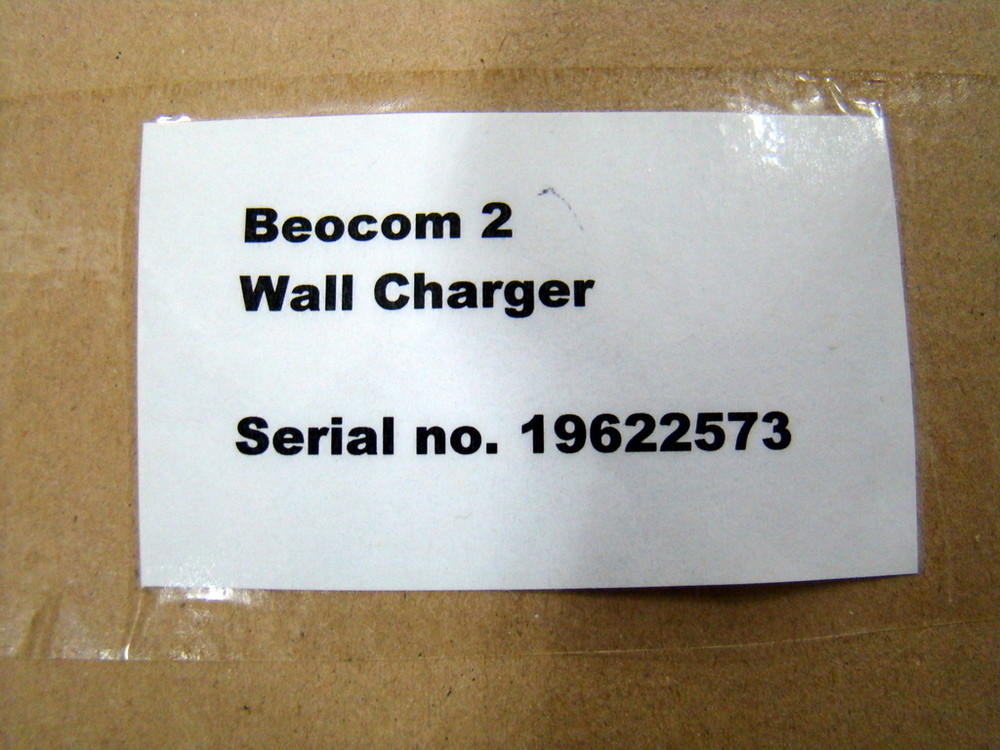 Beocom 2
Wall Charger
Serial no. 19622573